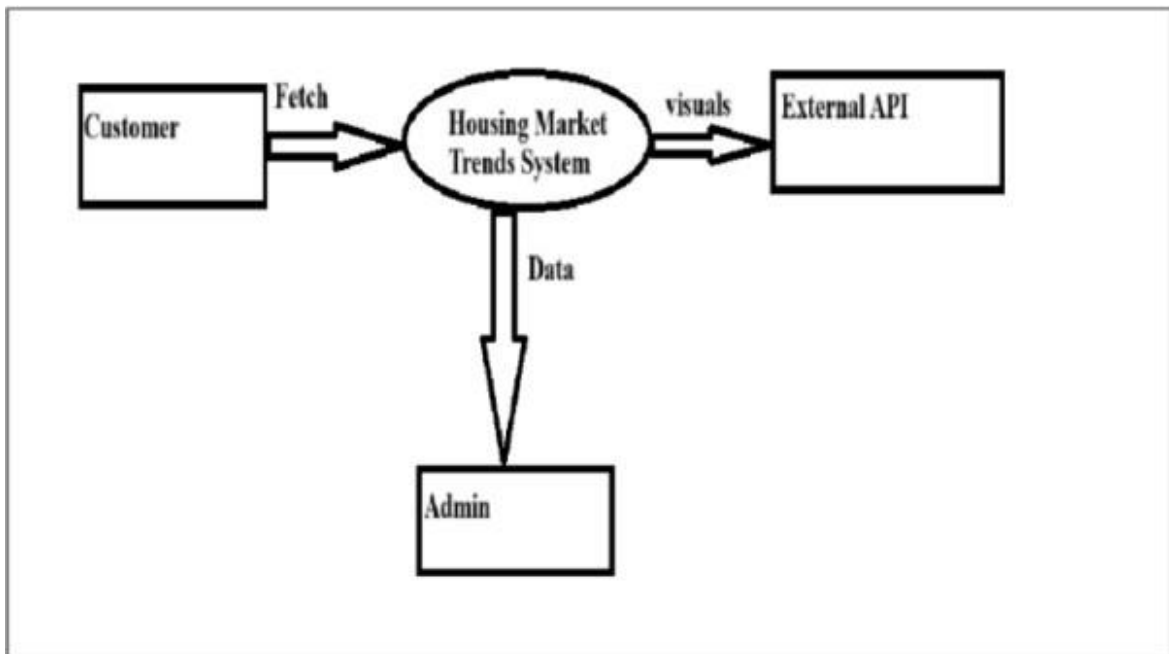 Customer
Fetch
Housing Market
Trends System
visuals
External API
Data
Admin